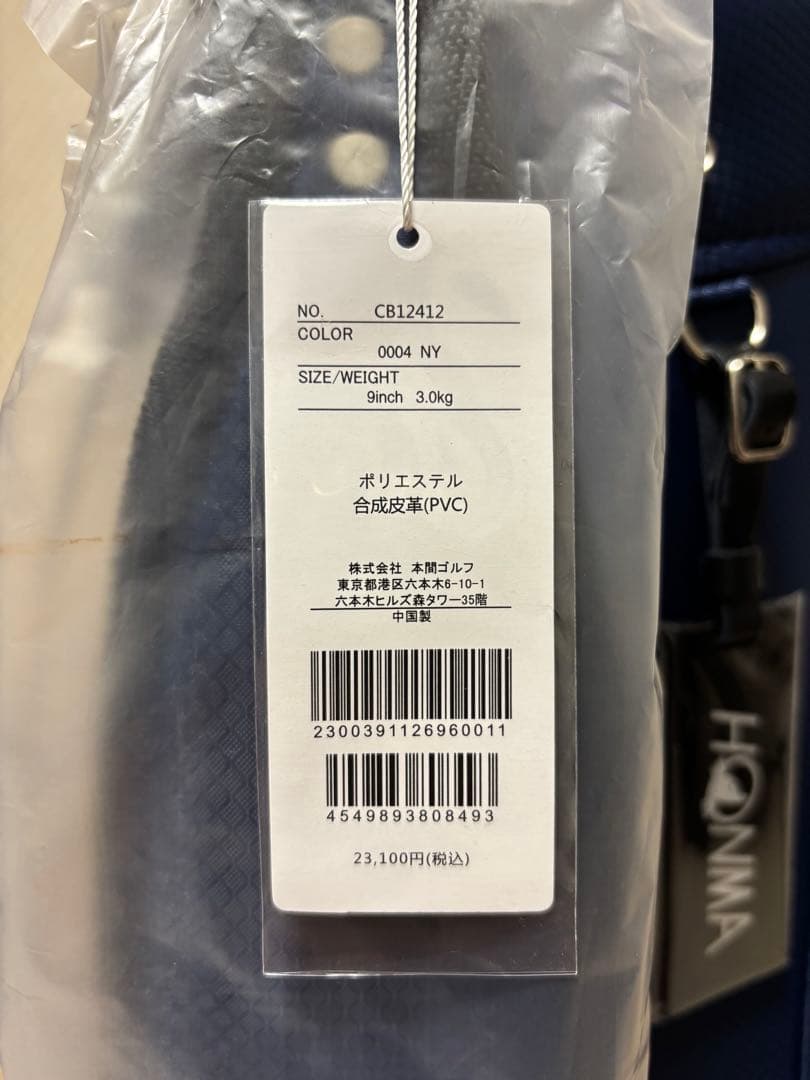 NO. CB12412
COLOR
0004 NY
SIZE/WEIGHT
9inch 3.0kg
ポリエステル
合成皮革(PVC)
株式会社 本間ゴルフ
東京都港区六本木6-10-1
六本木ヒルズ森タワー35階
中国製
2300391126960011
4549893808493
23,100円(税込)
HONMA